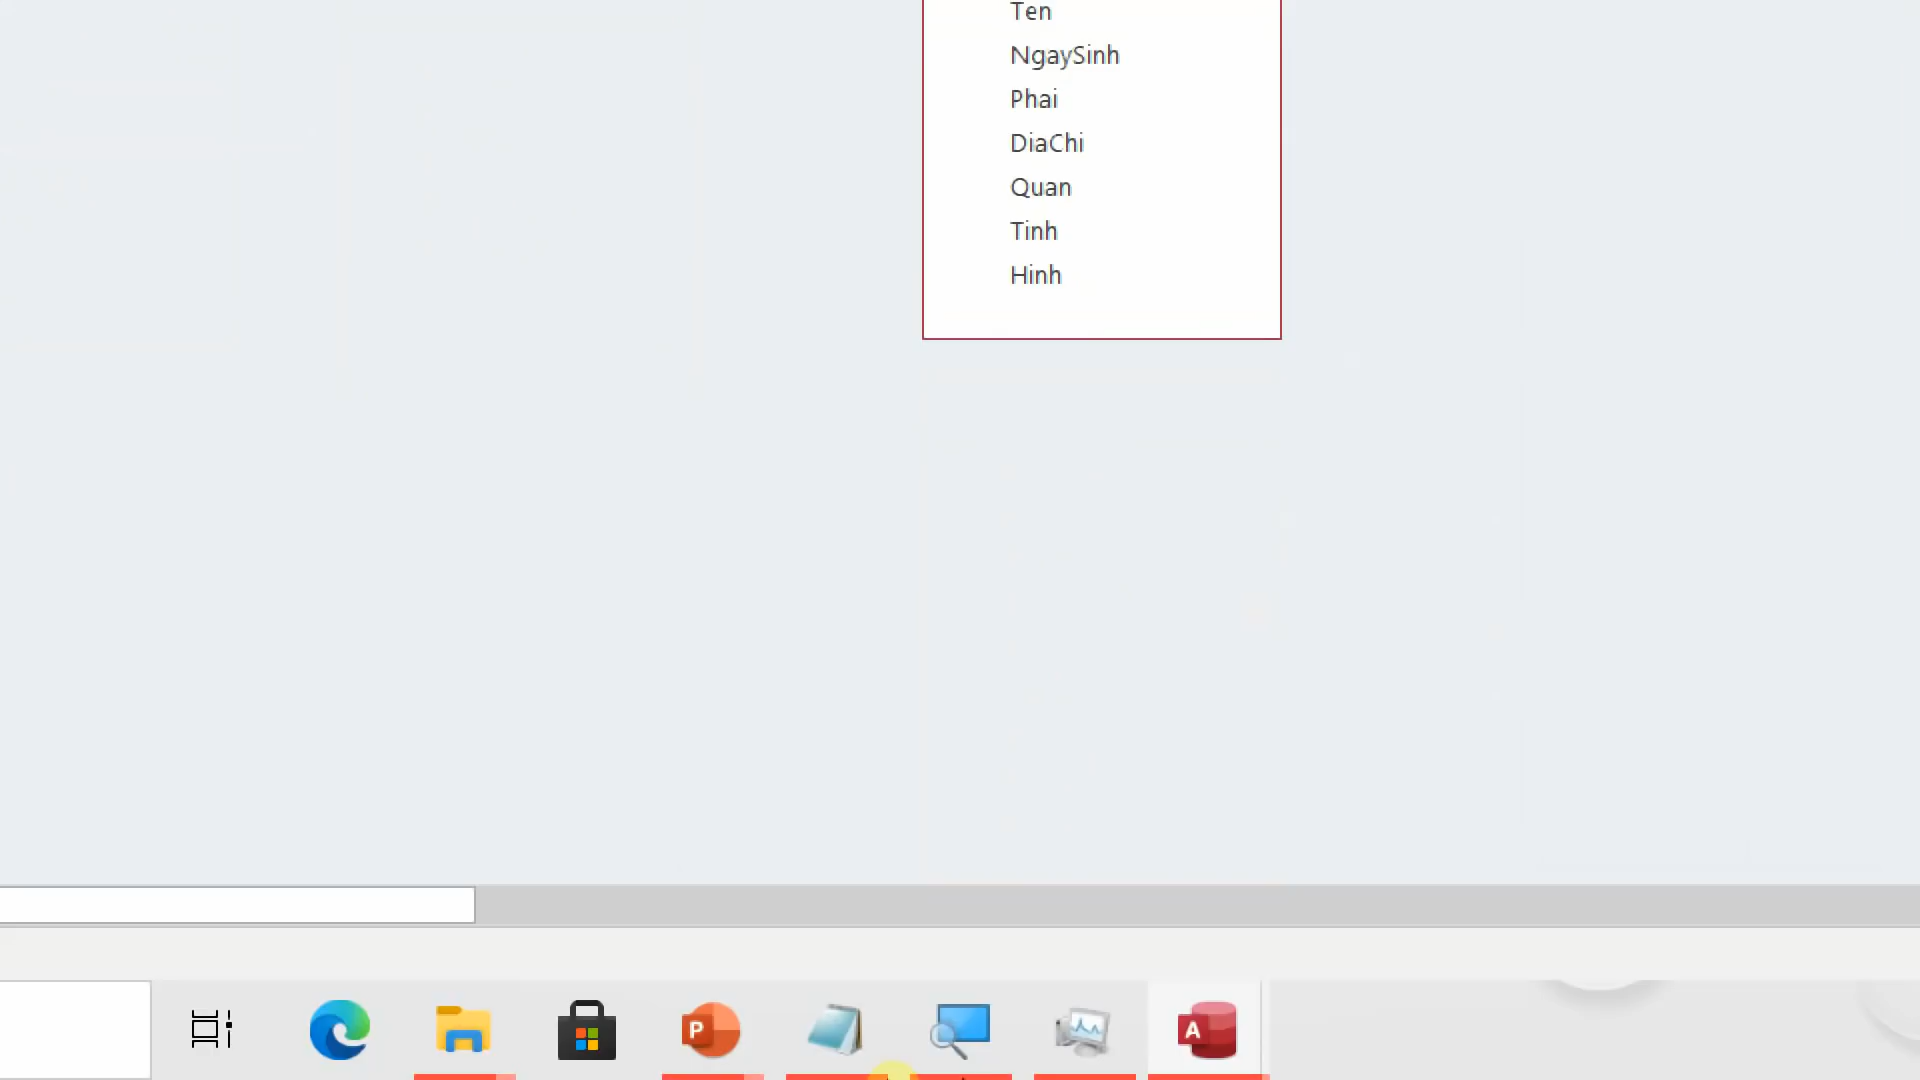 Ten
NgaySinh
Phai
DiaChi
Quan
Tinh
Hinh
P
A